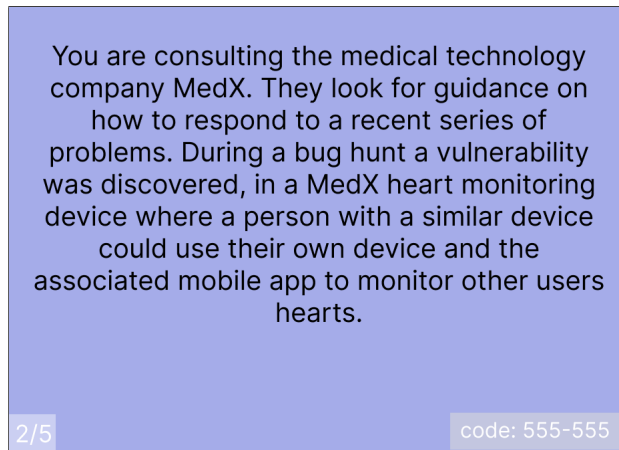 You are consulting the medical technology
company MedX. They look for guidance on
how to respond to a recent series of
problems. During a bug hunt a vulnerability
was discovered, in a MedX heart monitoring
device where a person with a similar device
could use their own device and the
associated mobile app to monitor other users
hearts.
2/5
code: 555-555